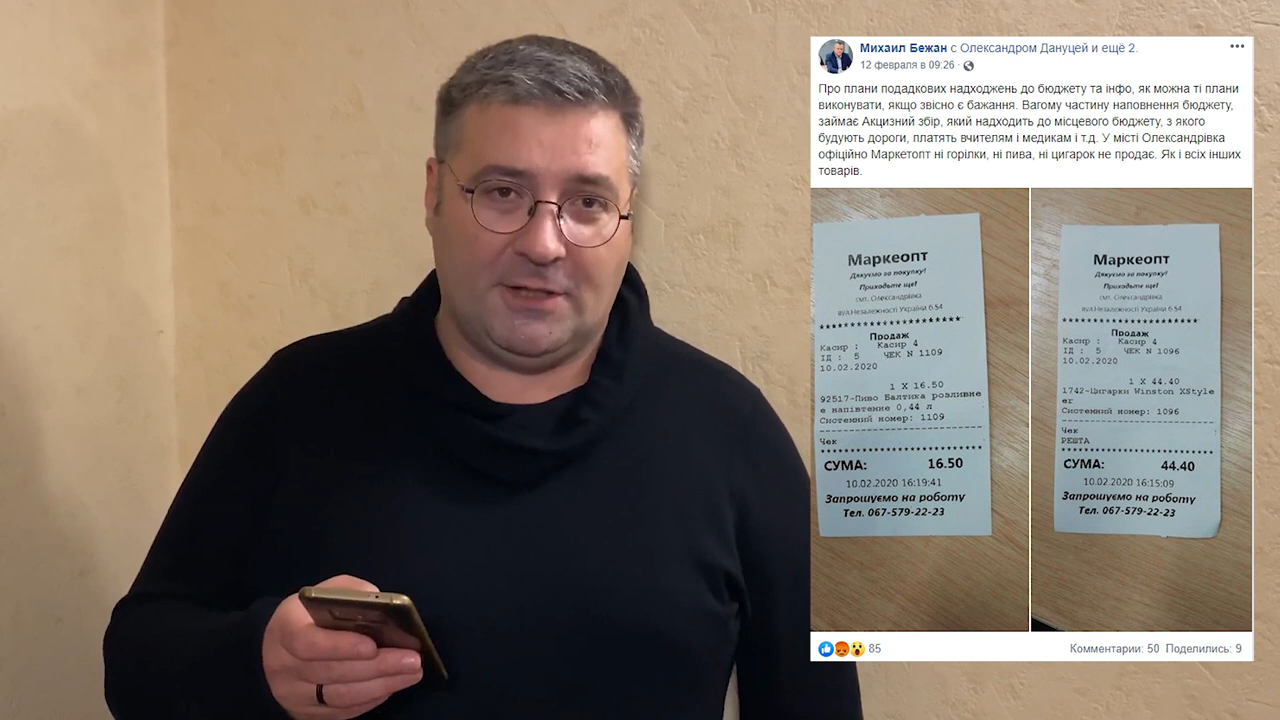 Михаил Бежан с Олександром Дануцей и ещё 2.
12 февраля в 09:26 ·
Про плани подадкових надходжень до бюджету та інфо, як можна ті плани
виконувати, якщо звісно є бажання. Вагому частину наповнення бюджету,
займає Акцизний збір, який надходить до місцевого бюджету, з якого
будують дороги, платять вчителям і медикам і т.д. У місті Олександрівка
офіційно Маркетопт ні горілки, ні пива, ні цигарок не продає. Як і всіх інших
товарів.
Маркеопт
Дякуємо за покупку!
Приходьте ще!
смт. Олександрівка
вул.Незалежності України 6.54
********************
Продаж
Касир : Касир 4
ІД : 5 ЧЕК N 1109
10.02.2020
1 X 16.50
92517-Пиво Балтика розливне
е напівтемне 0,44 л
Системний номер: 1109
Чек
СУМА: 16.50
10.02.2020 16:19:41
Запрошуємо на роботу
Тел. 067-579-22-23
Маркеопт
Дякуємо за покупку!
Приходьте ще!
смт. Олександрівка
вул.Незалежності України 6.54
********************
Продаж
Касир : Касир 4
ІД : 5 ЧЕК N 1096
10.02.2020
1 X 44.40
1742-Цигарки Winston XStyle
er
Системний номер: 1096
Чек
РЕШТА
СУМА: 44.40
10.02.2020 16:15:09
Запрошуємо на роботу
Тел. 067-579-22-23
85
Комментарии: 50 Поделились: 9